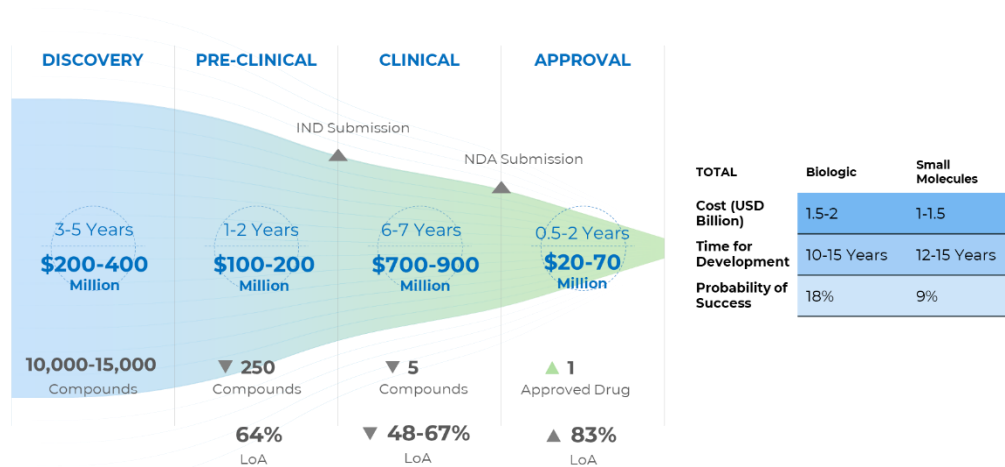 DISCOVERY
PRE-CLINICAL
CLINICAL
APPROVAL
IND Submission
NDA Submission
3-5 Years
$200-400
Million
1-2 Years
$100-200
Million
6-7 Years
$700-900
Million
0.5-2 Years
$20-70
Million
10,000-15,000
Compounds
▼ 250
Compounds
▼ 5
Compounds
▲ 1
Approved Drug
64%
LoA
▼ 48-67%
LoA
▲ 83%
LoA
TOTAL
Biologic
Small
Molecules
Cost (USD
Billion)
1.5-2
1-1.5
Time for
Development
10-15 Years
12-15 Years
Probability of
Success
18%
9%